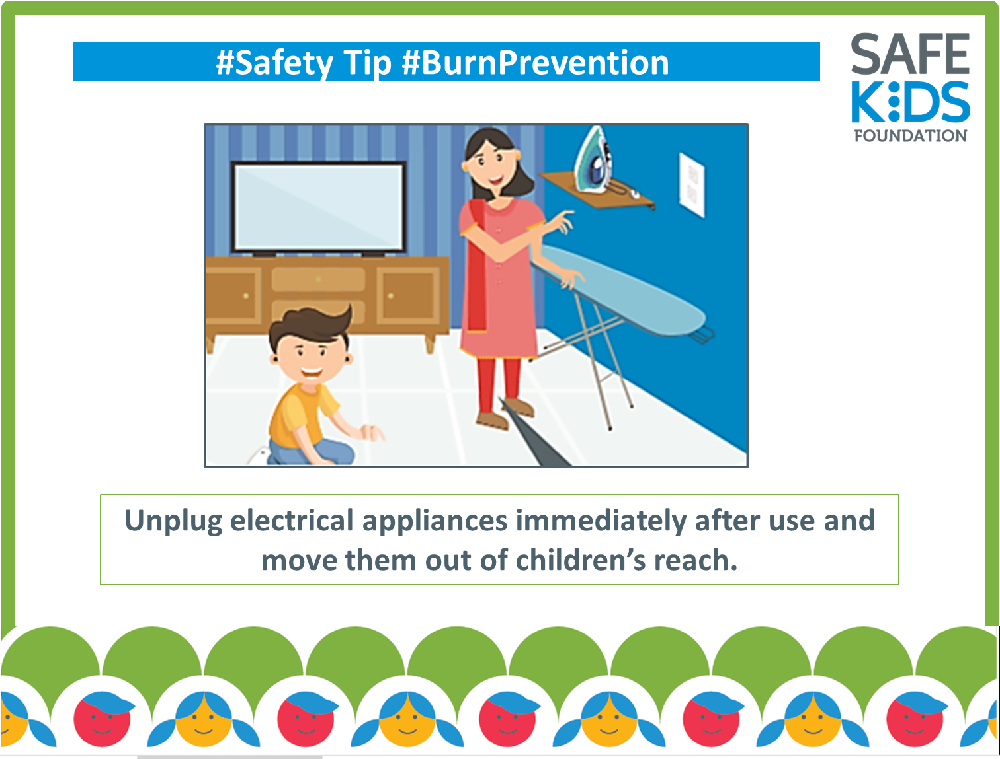 #Safety Tip #BurnPrevention
SAFE
KIDS
FOUNDATION
Unplug electrical appliances immediately after use and
move them out of children’s reach.